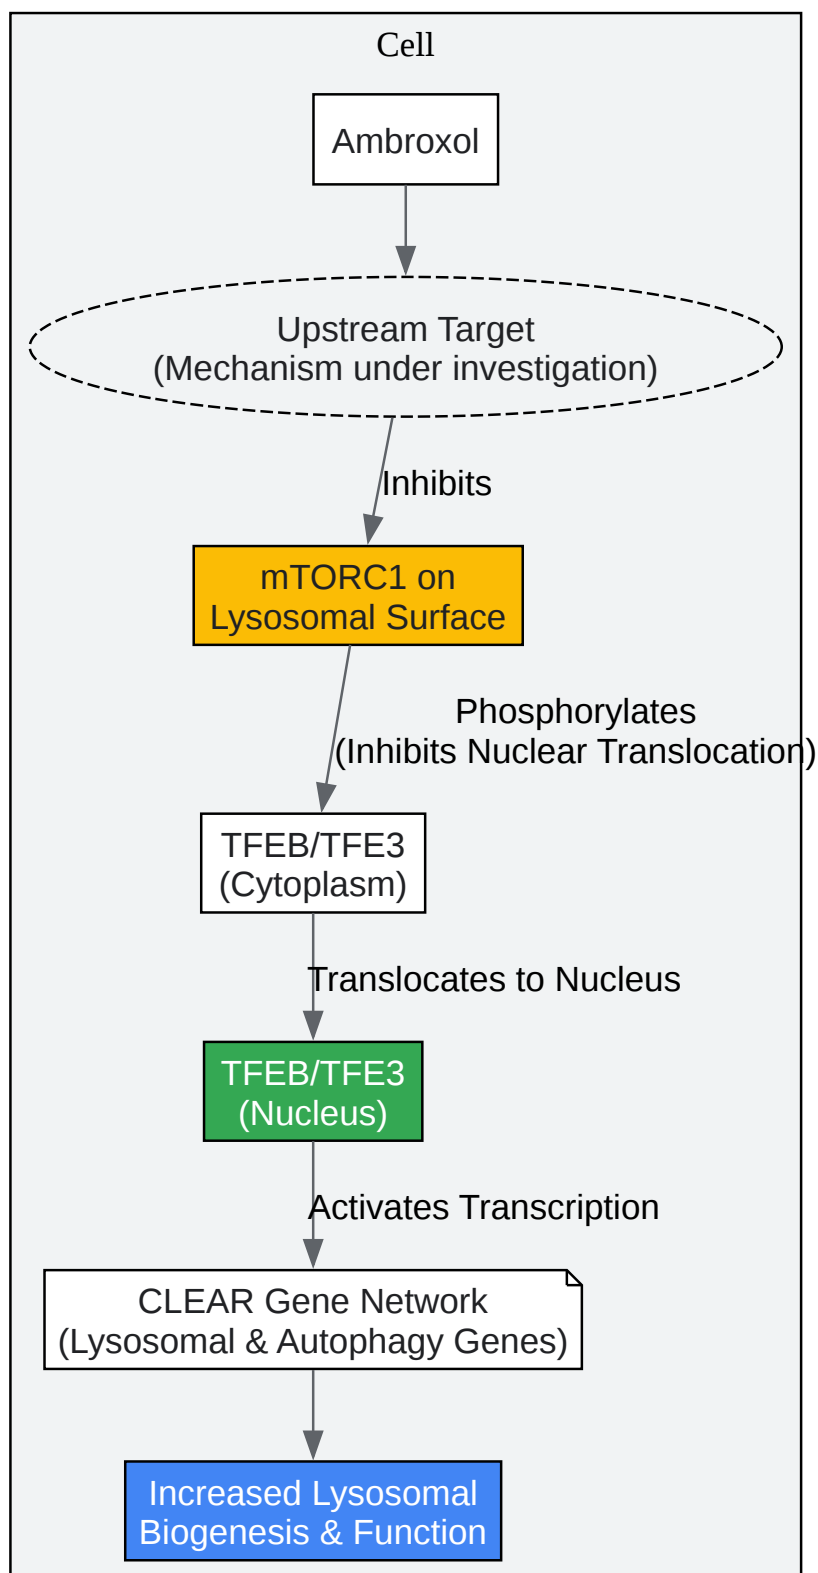 Cell
Ambroxol
Upstream Target
(Mechanism under investigation)
Inhibits
mTORC1 on
Lysosomal Surface
Phosphorylates
(Inhibits Nuclear Translocation)
TFEB/TFE3
(Cytoplasm)
Translocates to Nucleus
TFEB/TFE3
(Nucleus)
Activates Transcription
CLEAR Gene Network
(Lysosomal & Autophagy Genes)
Increased Lysosomal
Biogenesis & Function